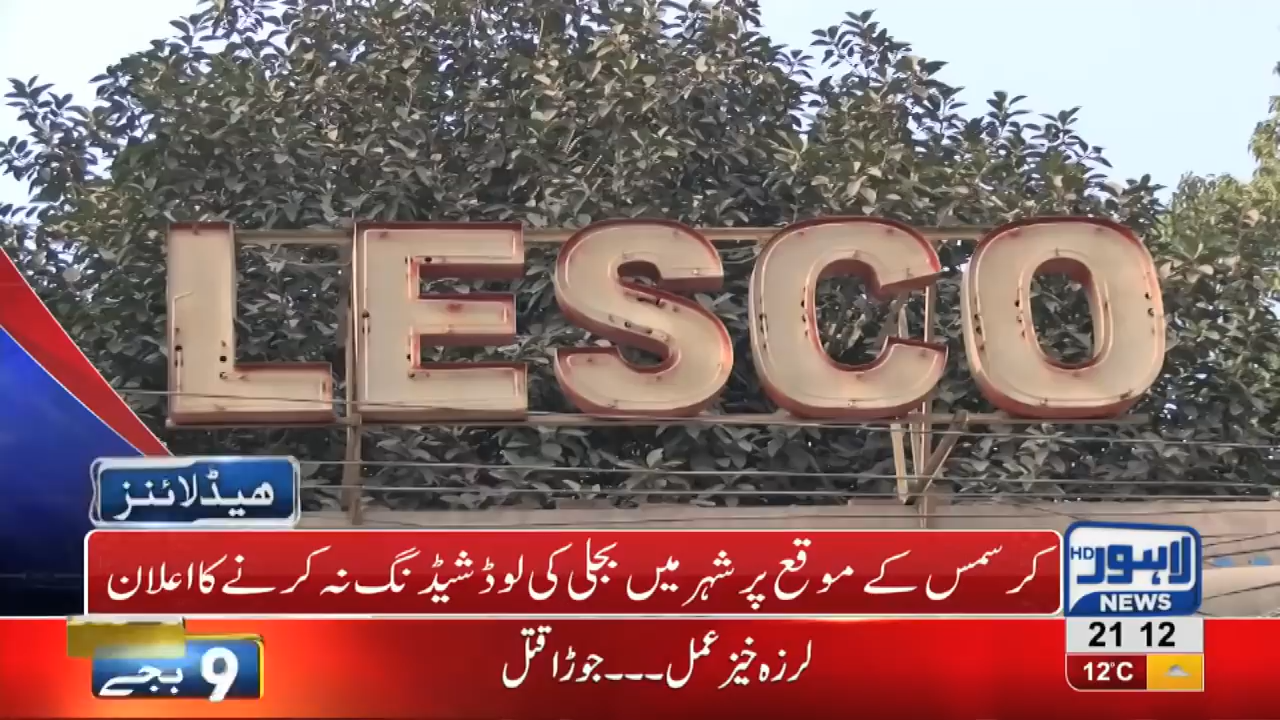 LESCO
ھیڈلائنز
کرسمس کے موقع پر شہر میں بجلی کی لوڈشیڈنگ نہ کرنے کا اعلان
HD لاہور
NEWS
21 12
12°C
9 بجے
لرزہ خیز عمل۔۔۔جوڑا قتل